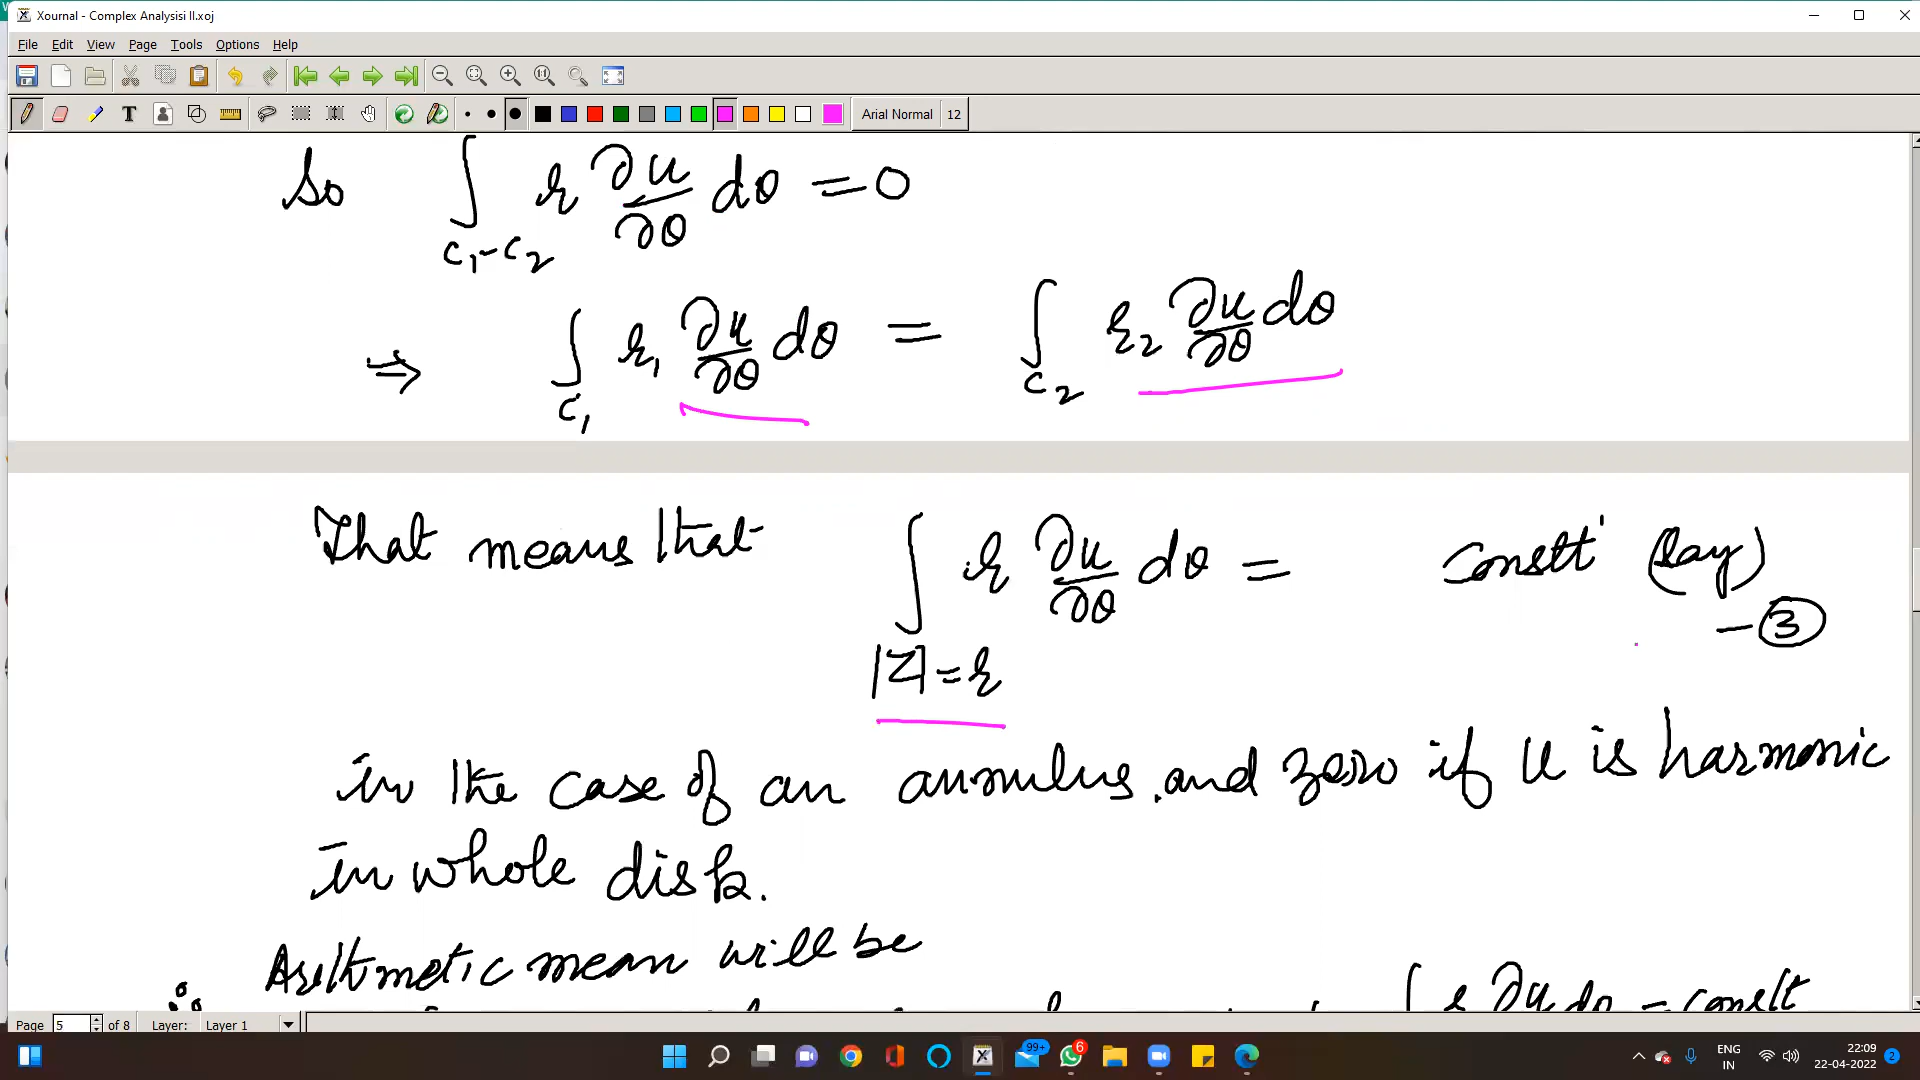 Xournal - Complex Analysisi II.xoj
File Edit View Page Tools Options Help
Arial Normal 12
So ∫_{C₁-C₂} r ∂u/∂θ dθ = 0
⇒ ∫_{C₁} r₁ ∂u/∂θ dθ = ∫_{C₂} r₂ ∂u/∂θ dθ
That means that ∫_{|z|=r} r ∂u/∂θ dθ = constt (say)
- ③
in the case of an annulus. and zero if u is harmonic
in whole disk.
Arithmetic mean will be
Page 5 of 8 Layer: Layer 1
99+
6
ENG
IN
22:09
22-04-2022
2